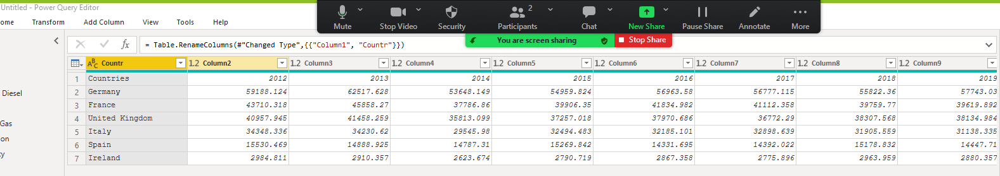 Untitled - Power Query Editor
ome Transform Add Column View Tools Help
Mute Stop Video Security Participants 2 Chat New Share Pause Share Annotate More
You are screen sharing Stop Share
fx = Table.RenameColumns(#"Changed Type",{{"Column1", "Countr"}})
ABC Countr 1.2 Column2 1.2 Column3 1.2 Column4 1.2 Column5 1.2 Column6 1.2 Column7 1.2 Column8 1.2 Column9
1 Countries 2012 2013 2014 2015 2016 2017 2018 2019
Diesel 2 Germany 59188.124 62517.628 53648.149 54959.824 56963.58 56777.115 55822.36 57743.03
3 France 43710.318 45858.27 37786.86 39906.35 41834.982 41112.358 39759.77 39619.892
Gas 4 United Kingdom 40957.945 41458.259 35813.099 37257.018 37970.686 36772.29 38307.568 38134.984
on 5 Italy 34348.336 34230.62 29545.98 32494.483 32185.101 32898.639 31905.559 31138.335
6 Spain 15530.469 14888.925 14787.31 15269.842 14331.695 14392.022 15178.832 14447.71
ty 7 Ireland 2984.811 2910.357 2623.674 2790.719 2867.358 2775.896 2963.959 2880.357